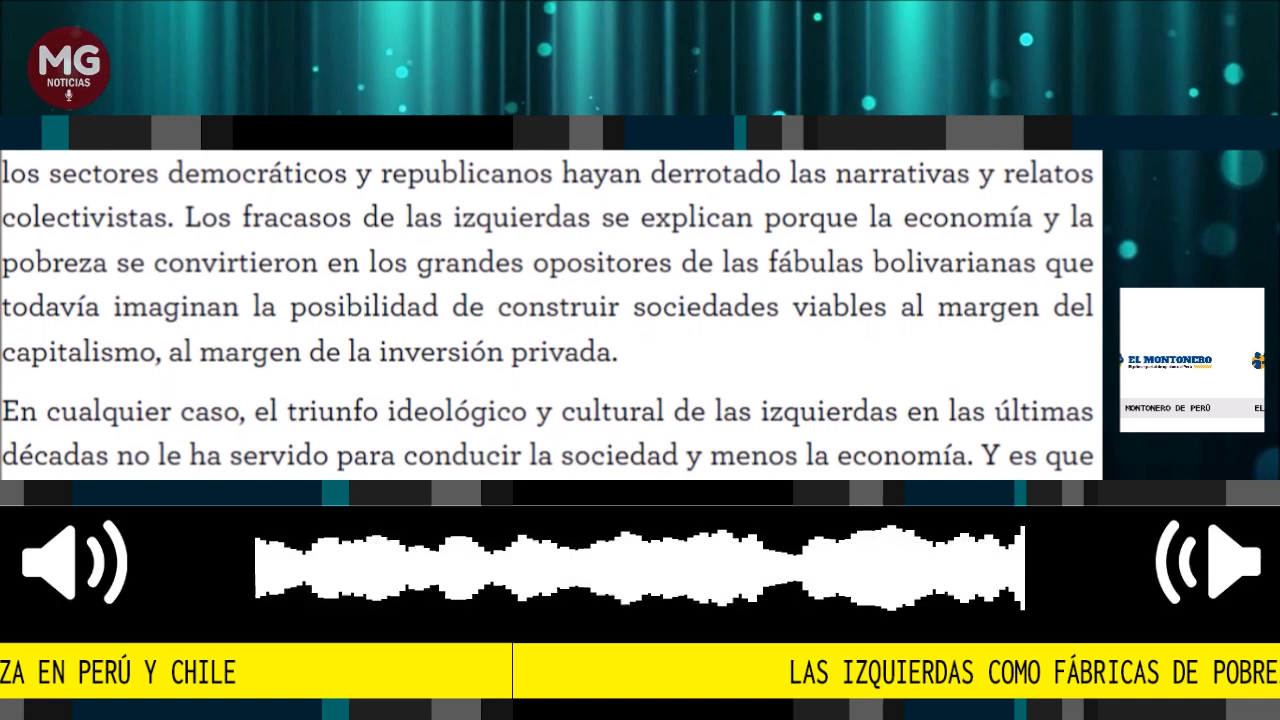 MG
NOTICIAS
los sectores democráticos y republicanos hayan derrotado las narrativas y relatos
colectivistas. Los fracasos de las izquierdas se explican porque la economía y la
pobreza se convirtieron en los grandes opositores de las fábulas bolivarianas que
todavía imaginan la posibilidad de construir sociedades viables al margen del
capitalismo, al margen de la inversión privada.
En cualquier caso, el triunfo ideológico y cultural de las izquierdas en las últimas
décadas no le ha servido para conducir la sociedad y menos la economía. Y es que
EL MONTONERO
MONTONERO DE PERÚ EL
ZA EN PERÚ Y CHILE
LAS IZQUIERDAS COMO FÁBRICAS DE POBRE